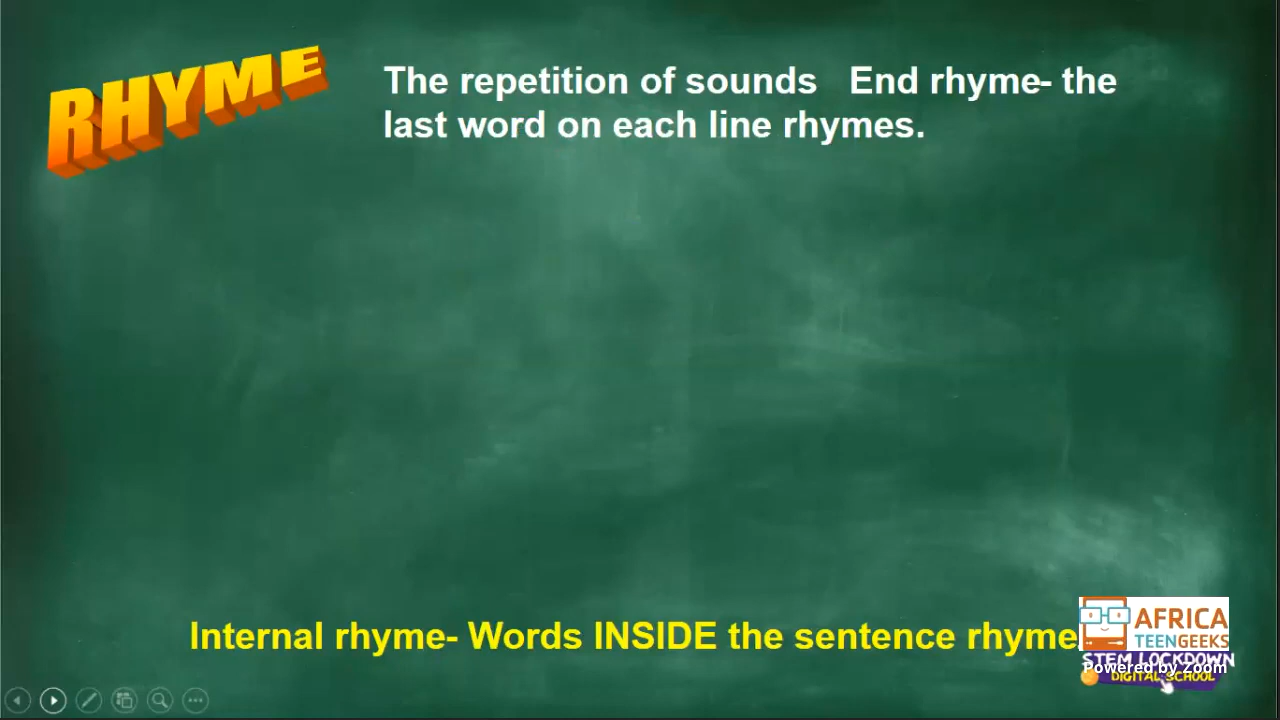 RHYME
The repetition of sounds   End rhyme- the
last word on each line rhymes.
Internal rhyme- Words INSIDE the sentence rhyme
AFRICA
TEENGEEKS
STEM LOCKDOWN
Powered by Zoom
DIGITAL SCHOOL